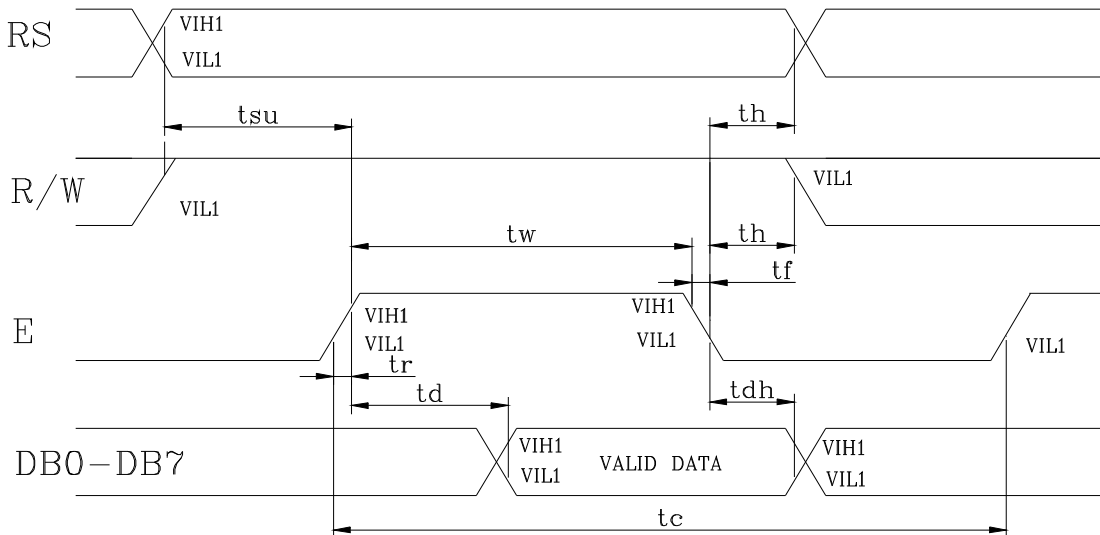 RS
VIH1
VIL1
tsu
th
R/W
VIL1
VIL1
tw
th
tf
E
VIH1
VIL1
VIH1
VIL1
VIL1
tr
td
tdh
DB0-DB7
VIH1
VIL1
VALID DATA
VIH1
VIL1
tc